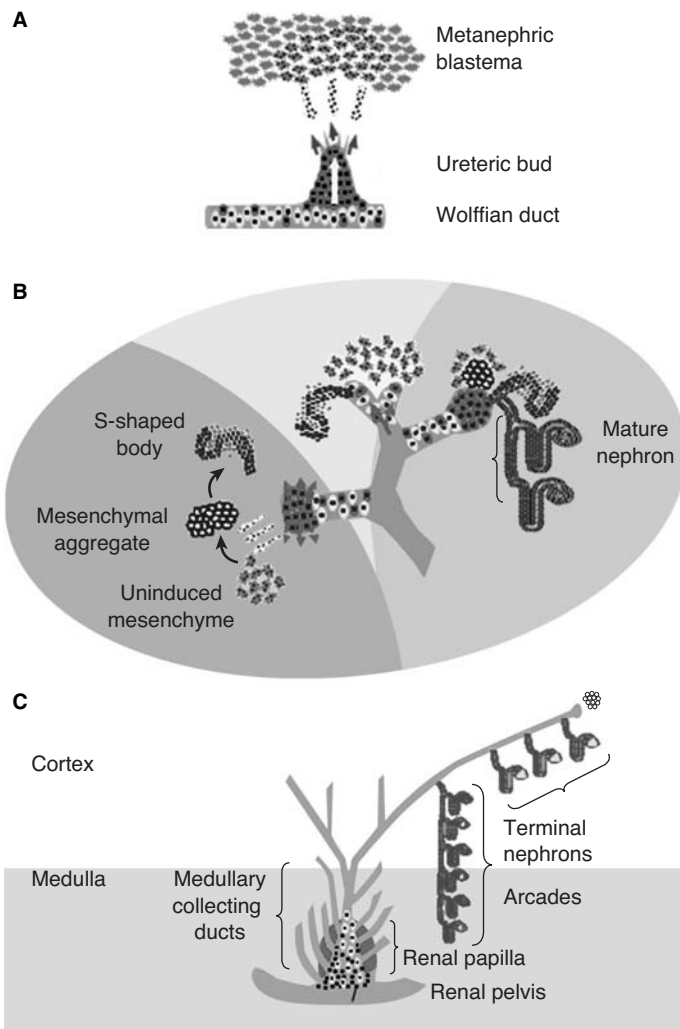 A
Metanephric
blastema
Ureteric bud
Wolffian duct
B
S-shaped
body
Mesenchymal
aggregate
Uninduced
mesenchyme
Mature
nephron
C
Cortex
Medulla
Medullary
collecting
ducts
Terminal
nephrons
Arcades
Renal papilla
Renal pelvis